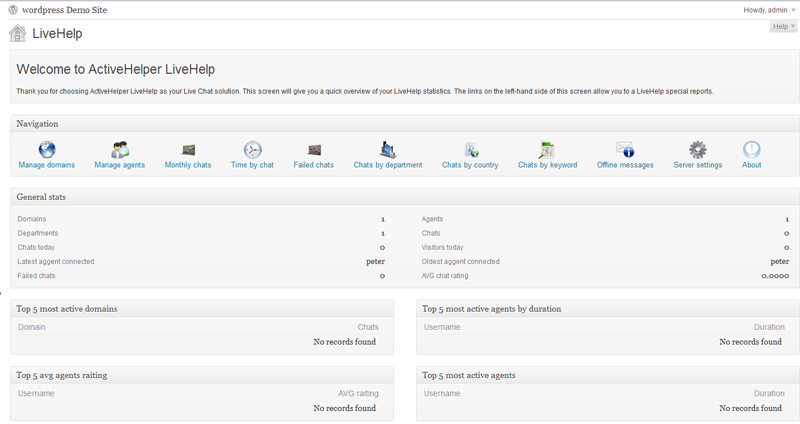 wordpress Demo Site
Howdy, admin
Help
LiveHelp
Welcome to ActiveHelper LiveHelp
Thank you for choosing ActiveHelper LiveHelp as your Live Chat solution. This screen will give you a quick overview of your LiveHelp statistics. The links on the left-hand side of this screen allow you to a LiveHelp special reports.
Navigation
Manage domains
Manage agents
Monthly chats
Time by chat
Failed chats
Chats by department
Chats by country
Chats by keyword
Offline messages
Server settings
About
General stats
Domains 1 Agents 1
Departments 1 Chats 0
Chats today 0 Visitors today 0
Latest aggent connected peter Oldest aggent connected peter
Failed chats 0 AVG chat rating 0.0000
Top 5 most active domains
Domain Chats
No records found
Top 5 most active agents by duration
Username Duration
No records found
Top 5 avg agents raiting
Username AVG raiting
No records found
Top 5 most active agents
Username Duration
No records found